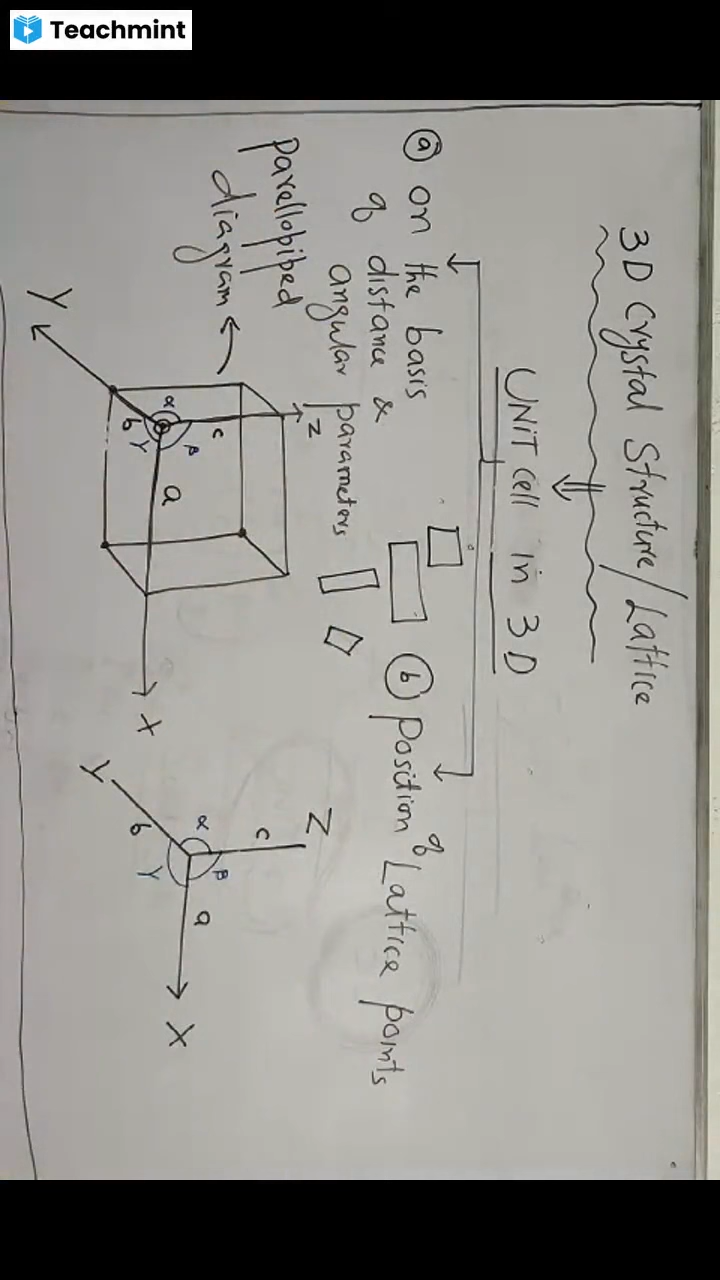 Teachmint
3D Crystal Structure/Lattice
UNIT Cell in 3D
ⓐ on the basis
of distance &
angular parameters
ⓑ Position of Lattice points
Parellopiped
diagram
Z
Y
X
α
β
γ
a
b
c
Z
Y
X
α
β
γ
a
b
c